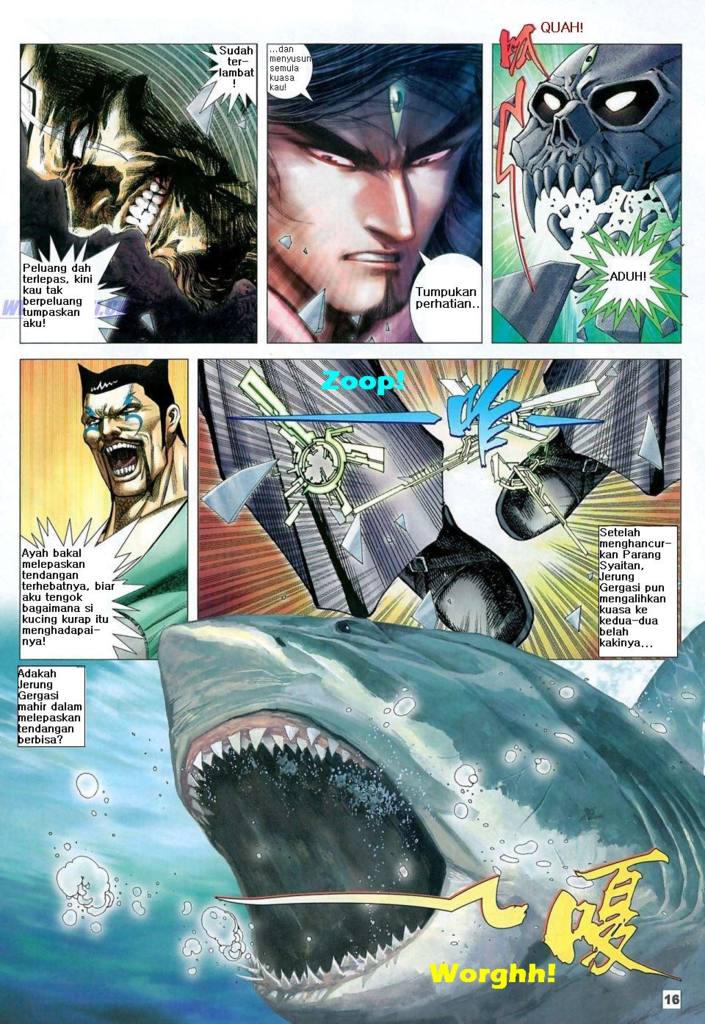 QUAH!
Sudah
ter-
lambat
!
Peluang dah
terlepas, kini
kau tak
berpeluang
tumpaskan
aku!
...dan
menyusun
semula
kuasa
kau!
Tumpukan
perhatian..
ADUH!
Ayah bakal
melepaskan
tendangan
terhebatnya, biar
aku tengok
bagaimana si
kucing kurap itu
menghadapai-
nya!
Zoop!
Setelah
menghancur-
kan Parang
Syaitan,
Jerung
Gergasi pun
mengalihkan
kuasa ke
kedua-dua
belah
kakinya...
Adakah
Jerung
Gergasi
mahir dalam
melepaskan
tendangan
berbisa?
嗄
Worghh!
16